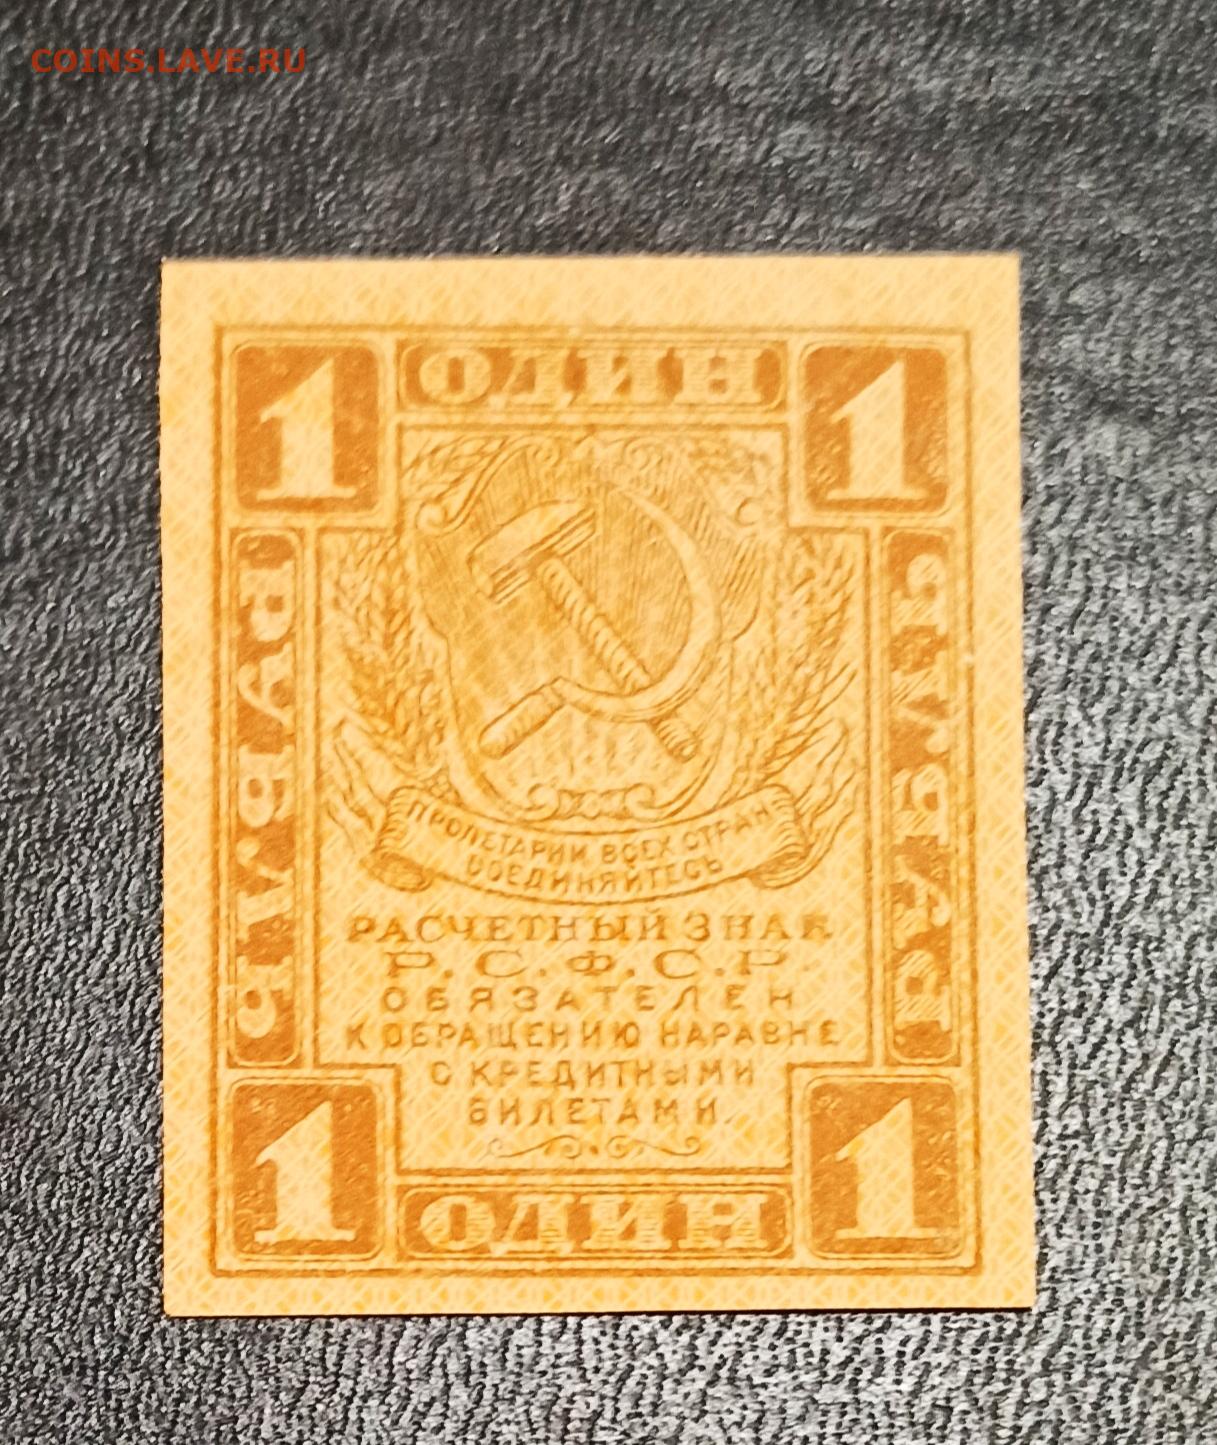 COINS.LAVE.RU
1 ОДИН 1
РУБЛЬ
РУБЛЬ
ПРОЛЕТАРИИ ВСЕХ СТРАН
СОЕДИНЯЙТЕСЬ
РАСЧЕТНЫЙ ЗНАК
Р.С.Ф.С.Р.
ОБЯЗАТЕЛЕН
К ОБРАЩЕНИЮ НАРАВНЕ
С КРЕДИТНЫМИ
БИЛЕТАМИ.
1 ОДИН 1